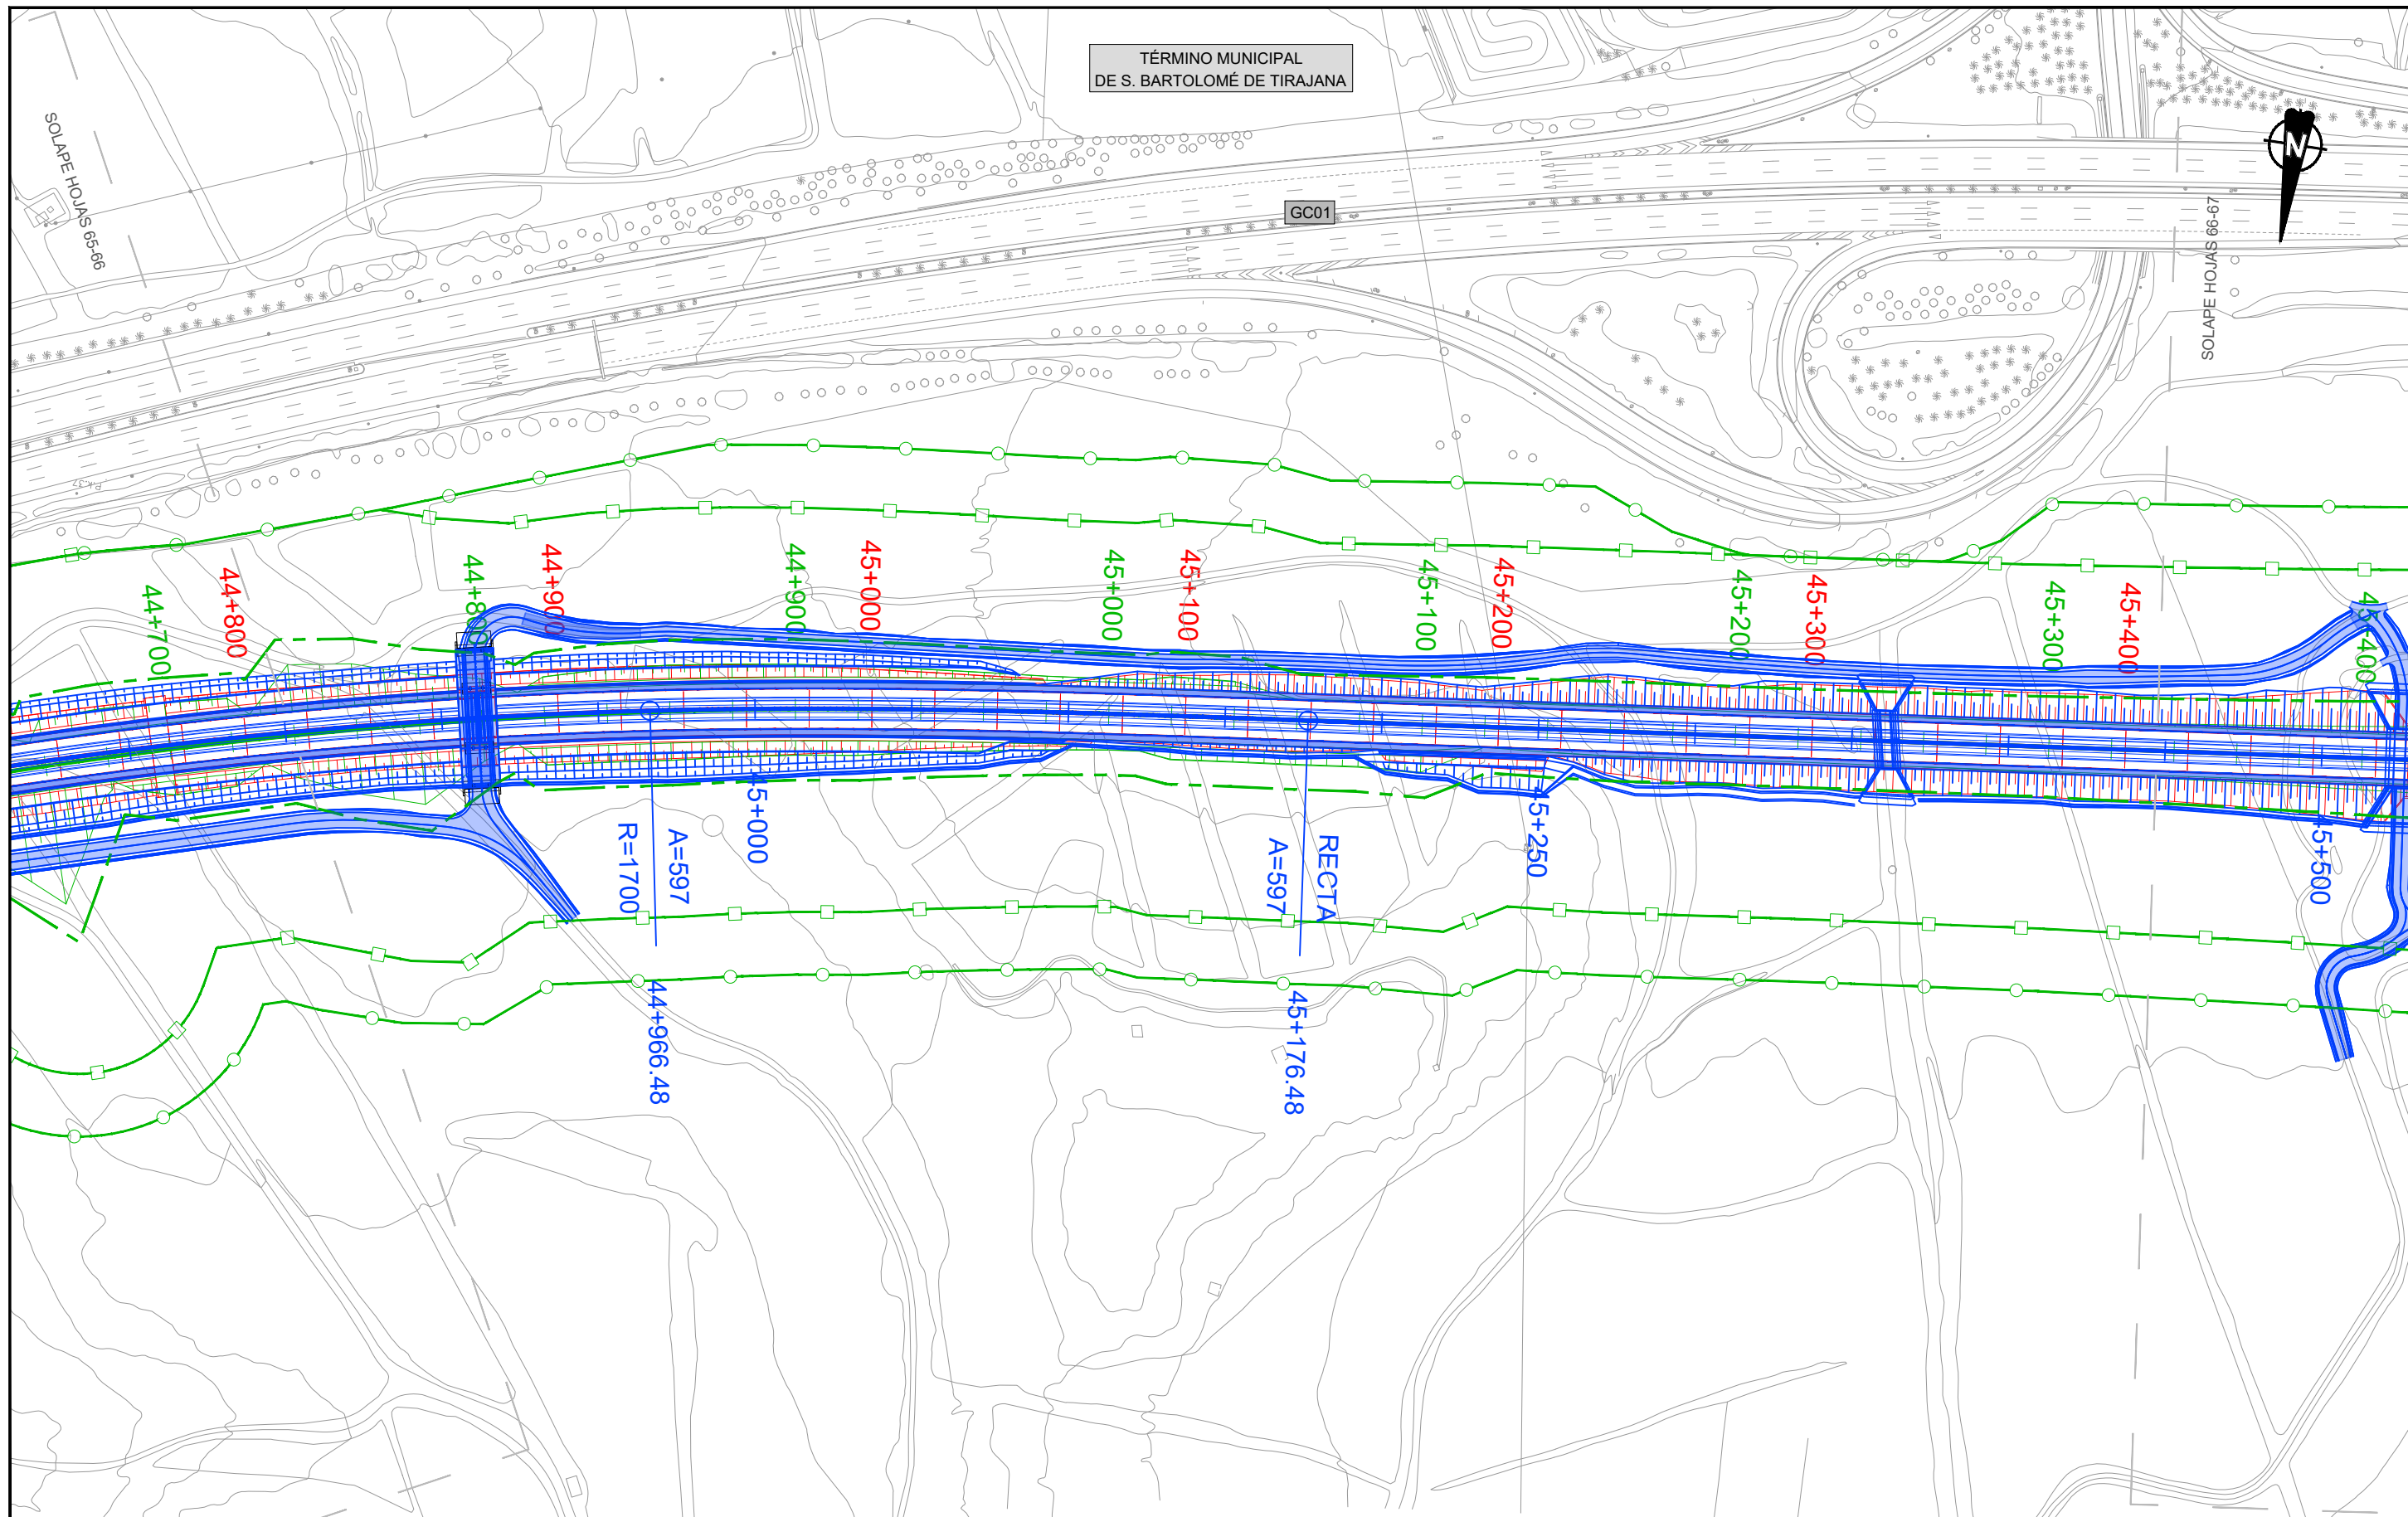 TÉRMINO MUNICIPAL
DE S. BARTOLOMÉ DE TIRAJANA
SOLAPE HOJAS 65-66
GC01
N
SOLAPE HOJAS 66-67
P.K.37
44+700
44+800
44+800
44+900
44+900
45+000
45+000
45+100
45+100
45+200
45+200
45+300
45+300
45+400
45+400
R=1700
A=597
45+000
A=597
RECTA
45+250
45+500
44+966.48
45+176.48